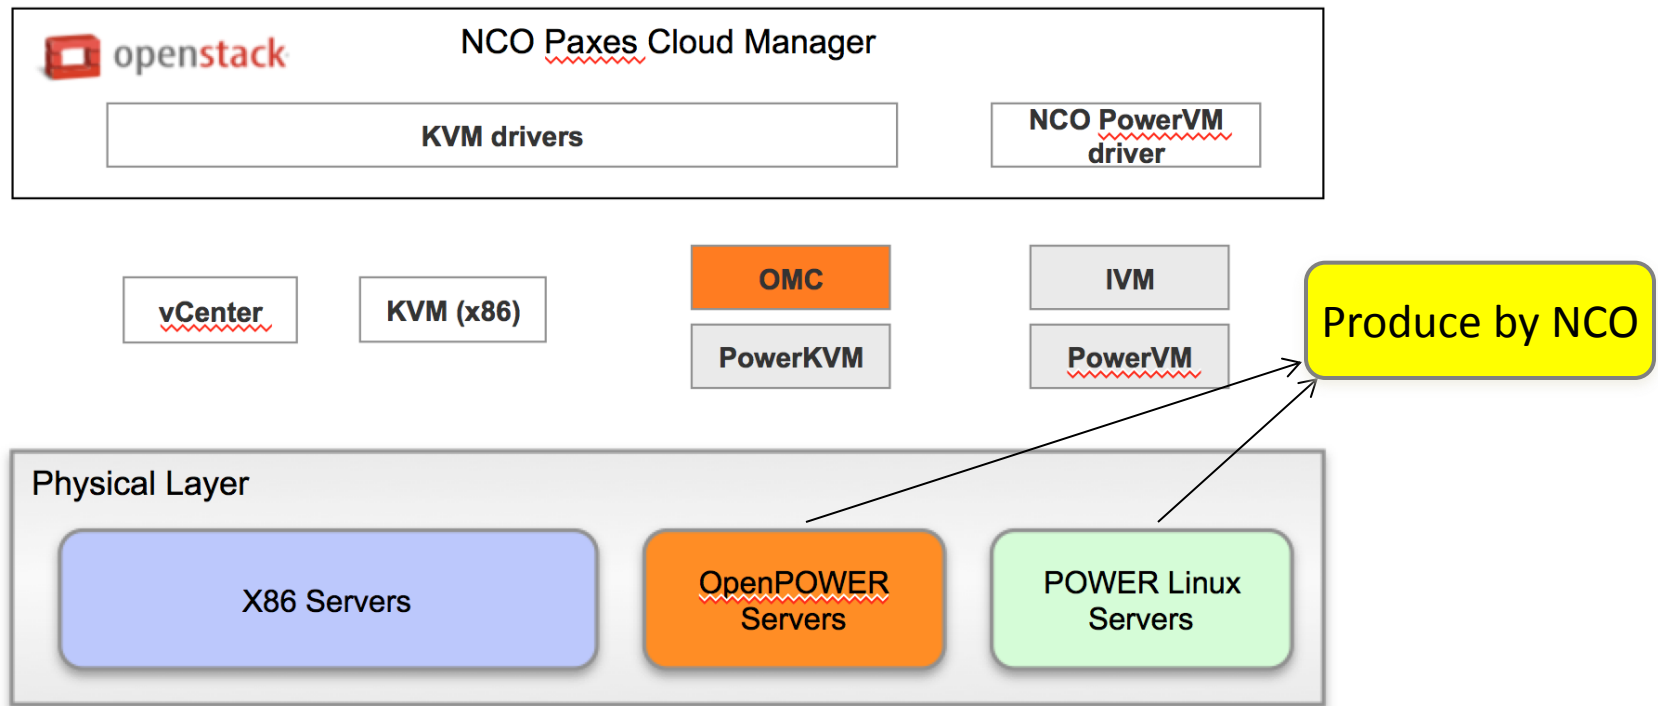 openstack
NCO Paxes Cloud Manager
KVM drivers
NCO PowerVM
driver
vCenter
KVM (x86)
OMC
PowerKVM
IVM
PowerVM
Produce by NCO
Physical Layer
X86 Servers
OpenPOWER
Servers
POWER Linux
Servers